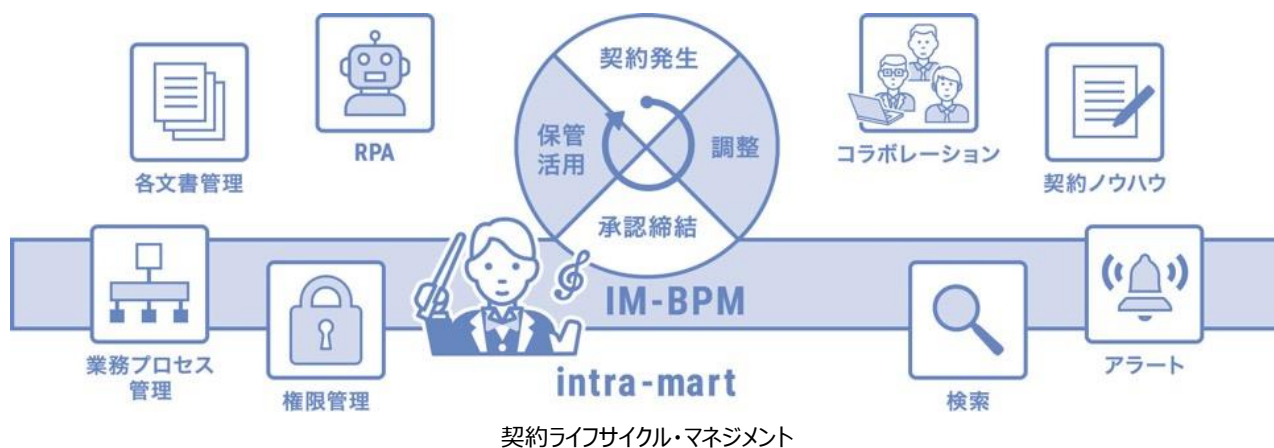 契約発生
保管
活用
調整
承認締結
各文書管理
RPA
コラボレーション
契約ノウハウ
業務プロセス
管理
権限管理
IM-BPM
intra-mart
検索
アラート
契約ライフサイクル・マネジメント